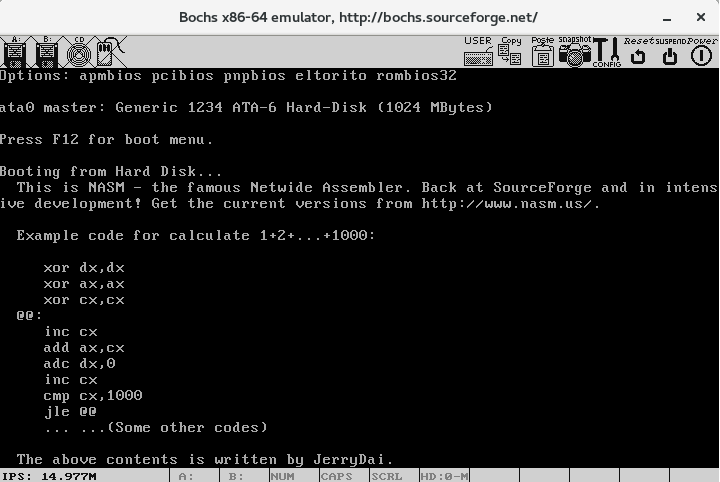 Bochs x86-64 emulator, http://bochs.sourceforge.net/
A: B: CD USER Copy Paste snapshot CONFIG Reset SUSPEND Power
Options: apmbios pcibios pnpbios eltorito rombios32
ata0 master: Generic 1234 ATA-6 Hard-Disk (1024 MBytes)
Press F12 for boot menu.
Booting from Hard Disk...
This is NASM - the famous Netwide Assembler. Back at SourceForge and in intens
ive development! Get the current versions from http://www.nasm.us/.
Example code for calculate 1+2+...+1000:
xor dx,dx
xor ax,ax
xor cx,cx
@@:
inc cx
add ax,cx
adc dx,0
inc cx
cmp cx,1000
jle @@
... ...(Some other codes)
The above contents is written by JerryDai.
IPS: 14.977M A: B: NUM CAPS SCRL HD:0-M